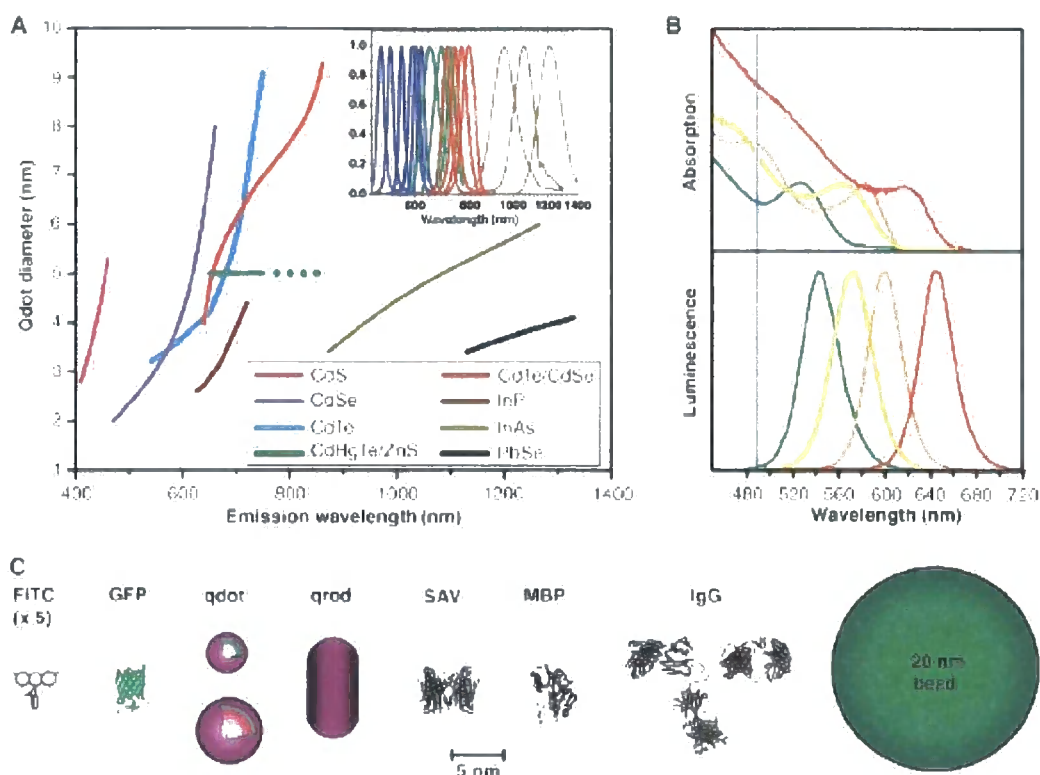 A
Qdot diameter (nm)
10
9
8
7
6
5
4
3
2
1
400
600
800
1000
1200
1400
Emission wavelength (nm)
1.0
0.8
0.6
0.4
0.2
0.0
600
800
1000
1200
1400
Wavelength (nm)
CdS
CdSe
CdTe
CdHgTe/ZnS
CdTe/CdSe
InP
InAs
PbSe
B
Absorption
Luminescence
480
520
560
600
640
680
720
Wavelength (nm)
C
FITC
(x 5)
GFP
qdot
qrod
SAV
MBP
IgG
20 nm
bead
5 nm